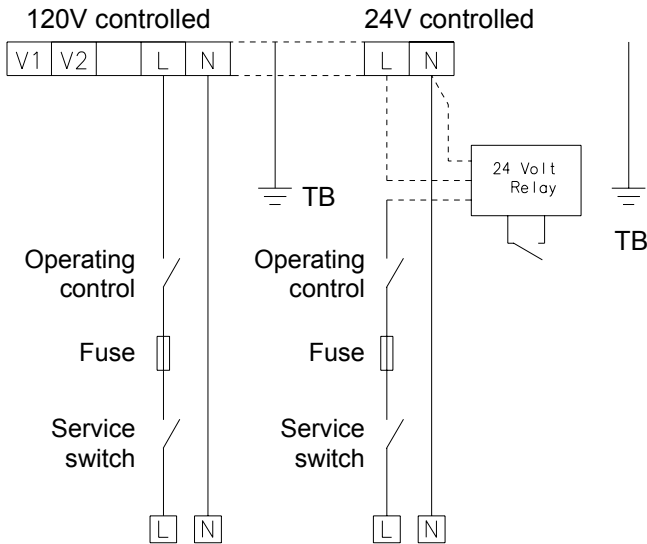 120V controlled
24V controlled
V1 V2 L N
L N
24 Volt
Relay
TB
TB
Operating
control
Operating
control
Fuse
Fuse
Service
switch
Service
switch
L N
L N